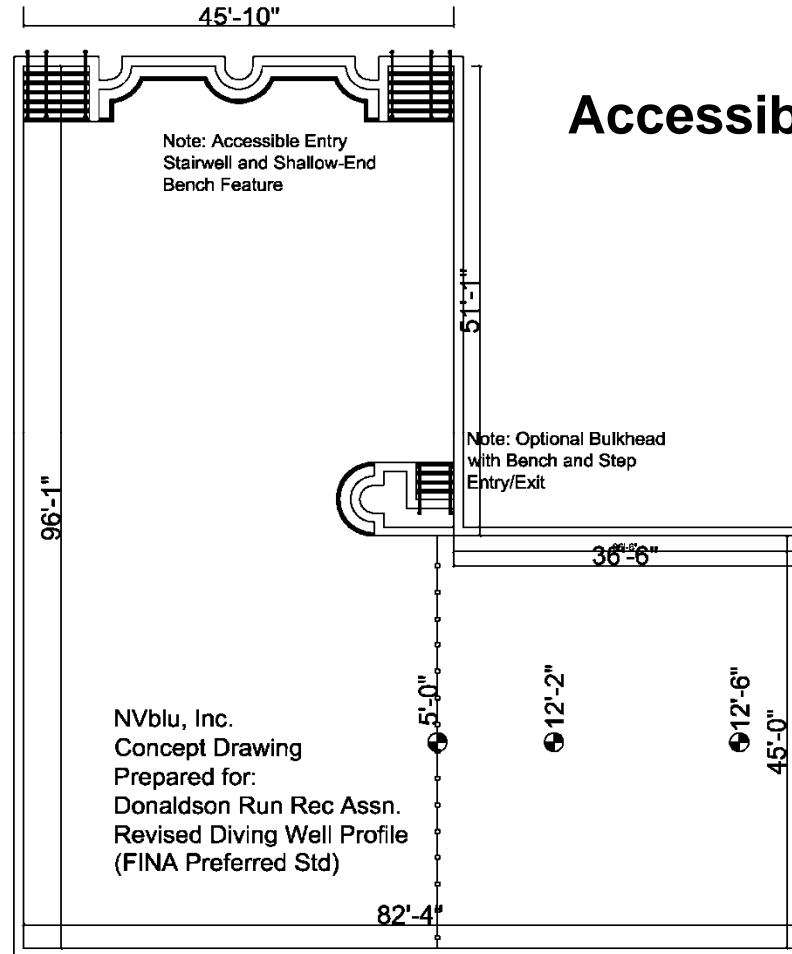 45'-10"
Accessib
Note: Accessible Entry
Stairwell and Shallow-End
Bench Feature
51'-1"
Note: Optional Bulkhead
with Bench and Step
Entry/Exit
96'-1"
36'-6"
5'-0"
12'-2"
12'-6"
45'-0"
NVblu, Inc.
Concept Drawing
Prepared for:
Donaldson Run Rec Assn.
Revised Diving Well Profile
(FINA Preferred Std)
82'-4"